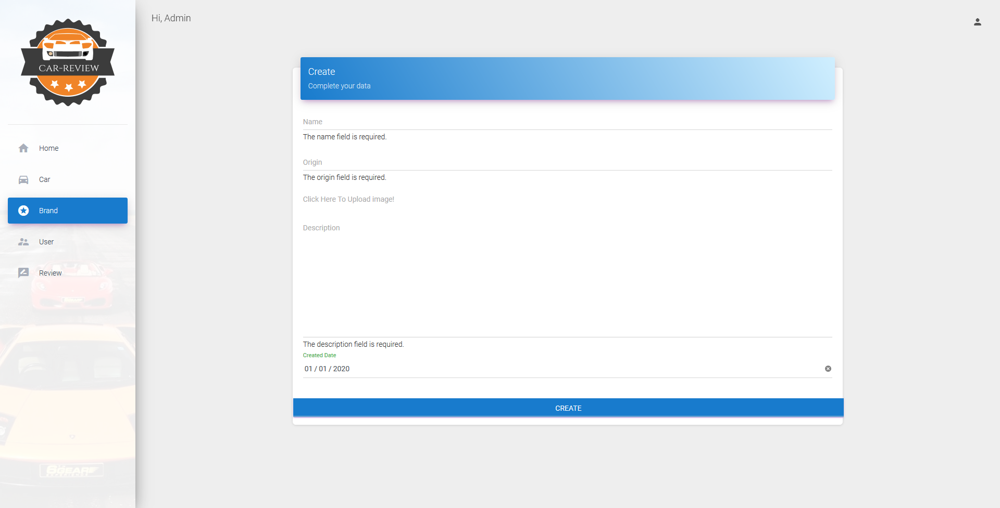 CAR-REVIEW
Home
Car
Brand
User
Review
6GEAR
EXPERIENCE
Hi, Admin
Create
Complete your data
Name
The name field is required.
Origin
The origin field is required.
Click Here To Upload image!
Description
The description field is required.
Created Date
01 / 01 / 2020
CREATE